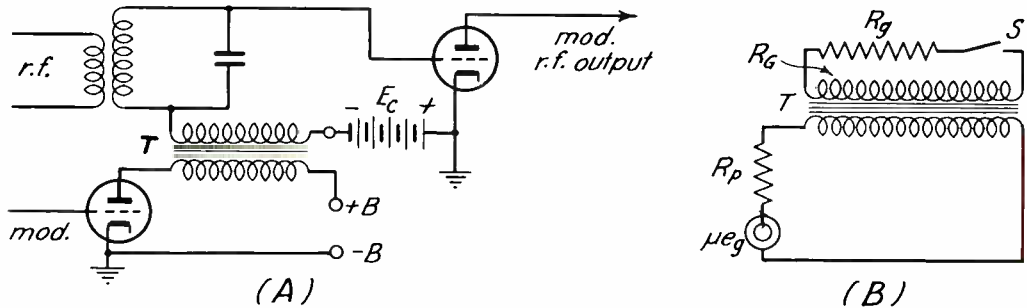 r.f.
mod.
r.f. output
- E_c +
T
+B
mod.
-B
(A)
R_g
S
R_G
T
R_p
μe_g
(B)